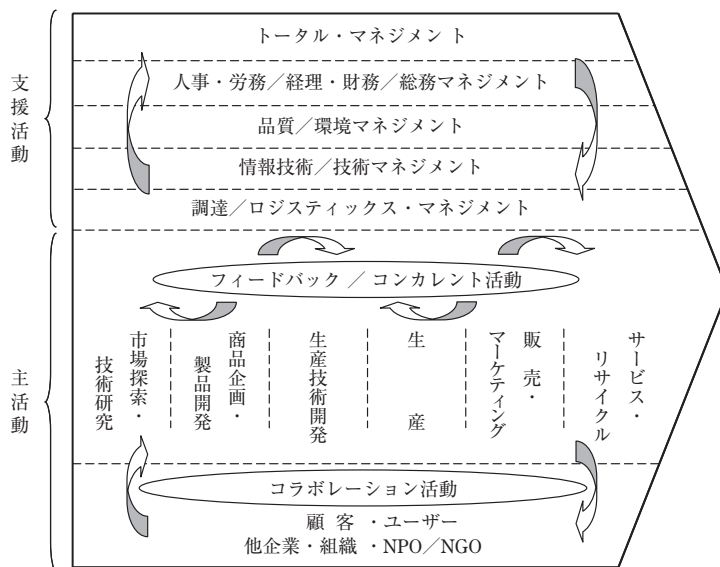 支援活動
トータル・マネジメント
人事・労務／経理・財務／総務マネジメント
品質／環境マネジメント
情報技術／技術マネジメント
調達／ロジスティックス・マネジメント
主活動
フィードバック ／ コンカレント活動
市場探索・
技術研究
商品企画・
製品開発
生産技術開発
生産
販売・
マーケティング
サービス・
リサイクル
コラボレーション活動
顧客・ユーザー
他企業・組織・NPO／NGO